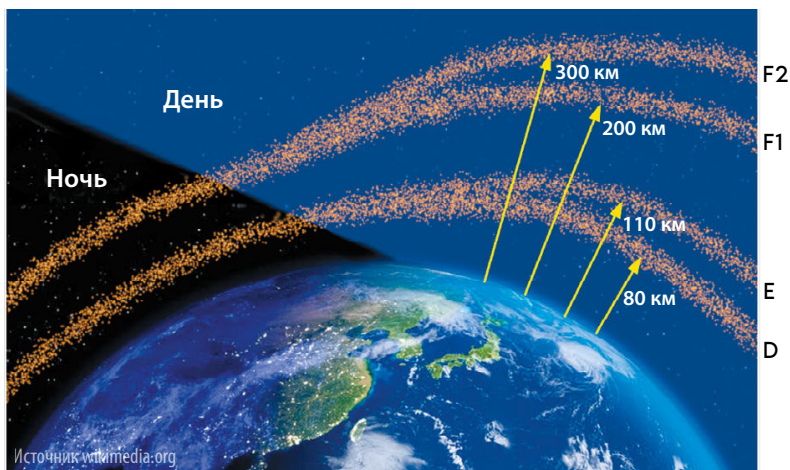 День
Ночь
300 км
200 км
110 км
80 км
F2
F1
E
D
Источник wikimedia.org